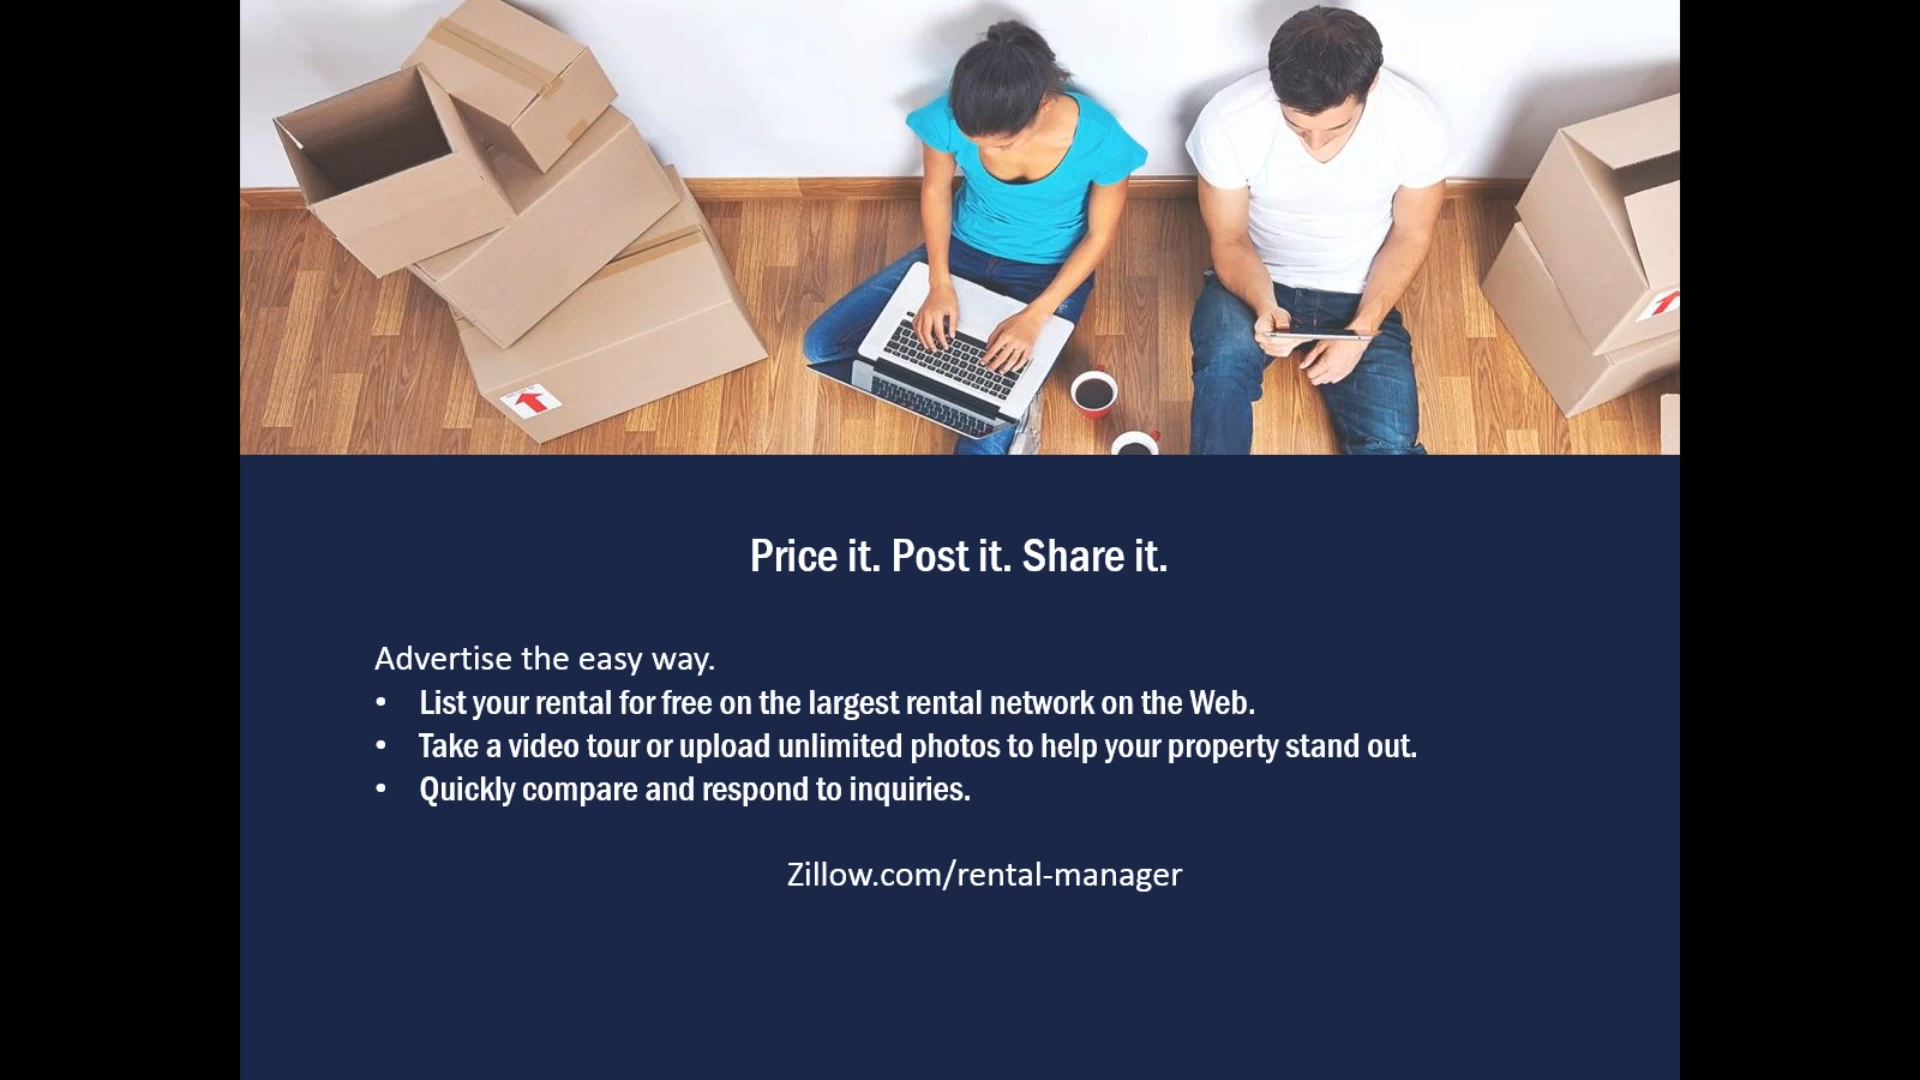 Price it. Post it. Share it.
Advertise the easy way.
• List your rental for free on the largest rental network on the Web.
• Take a video tour or upload unlimited photos to help your property stand out.
• Quickly compare and respond to inquiries.
Zillow.com/rental-manager